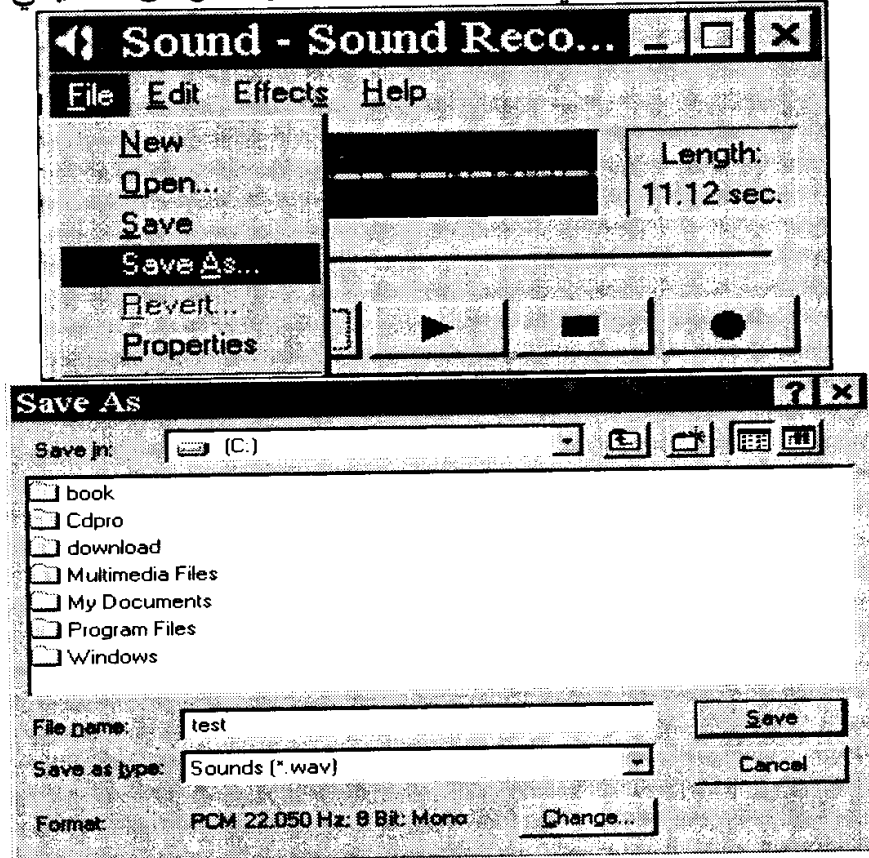 Sound - Sound Reco...
File Edit Effects Help
New
Open...
Save
Save As...
Revert...
Properties
Length:
11.12 sec.
Save As
Save in: (C:)
book
Cdpro
download
Multimedia Files
My Documents
Program Files
Windows
File name: test
Save
Save as type: Sounds (*.wav)
Cancel
Format: PCM 22.050 Hz; 8 Bit; Mono
Change...